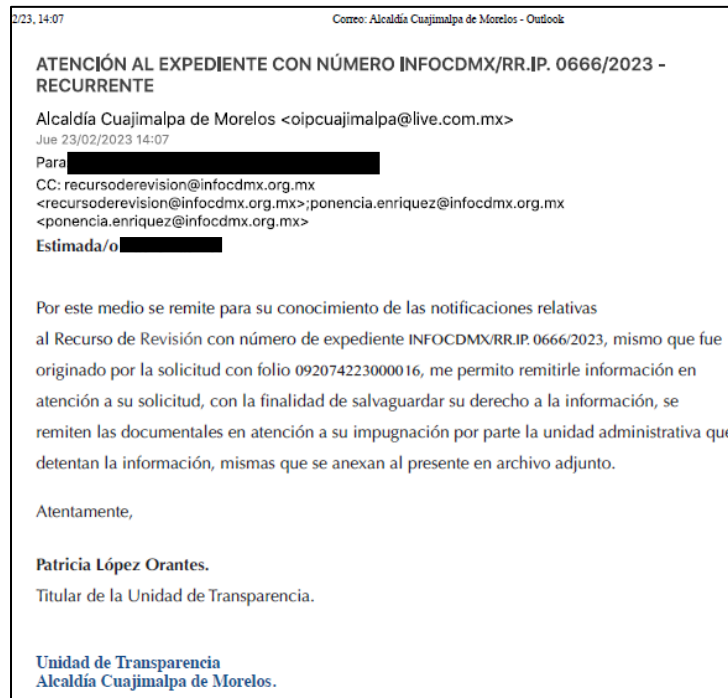 2/23, 14:07 Correo: Alcaldía Cuajimalpa de Morelos - Outlook
ATENCIÓN AL EXPEDIENTE CON NÚMERO INFOCDMX/RR.IP. 0666/2023 -
RECURRENTE
Alcaldía Cuajimalpa de Morelos <oipcuajimalpa@live.com.mx>
Jue 23/02/2023 14:07
Para
CC: recursoderevision@infocdmx.org.mx
<recursoderevision@infocdmx.org.mx>;ponencia.enriquez@infocdmx.org.mx
<ponencia.enriquez@infocdmx.org.mx>
Estimada/o
Por este medio se remite para su conocimiento de las notificaciones relativas
al Recurso de Revisión con número de expediente INFOCDMX/RR.IP. 0666/2023, mismo que fue
originado por la solicitud con folio 092074223000016, me permito remitirle información en
atención a su solicitud, con la finalidad de salvaguardar su derecho a la información, se
remiten las documentales en atención a su impugnación por parte la unidad administrativa que
detentan la información, mismas que se anexan al presente en archivo adjunto.
Atentamente,
Patricia López Orantes.
Titular de la Unidad de Transparencia.
Unidad de Transparencia
Alcaldía Cuajimalpa de Morelos.